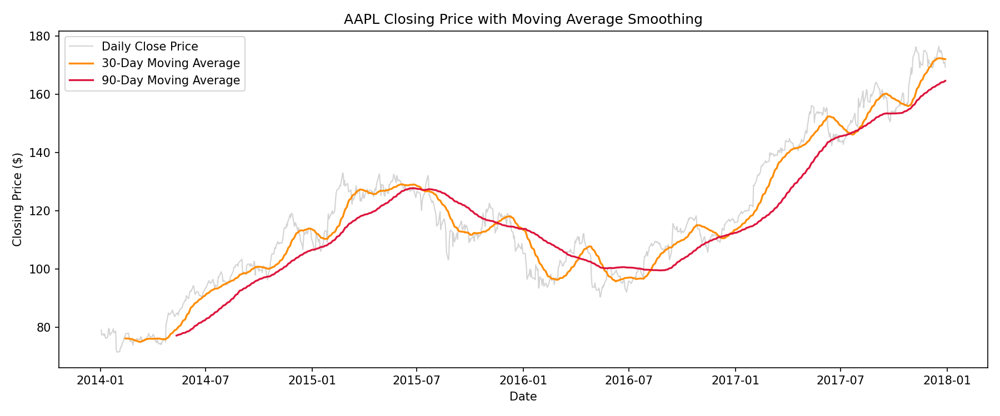 AAPL Closing Price with Moving Average Smoothing
Daily Close Price
30-Day Moving Average
90-Day Moving Average
Closing Price ($)
180
160
140
120
100
80
2014-01 2014-07 2015-01 2015-07 2016-01 2016-07 2017-01 2017-07 2018-01
Date